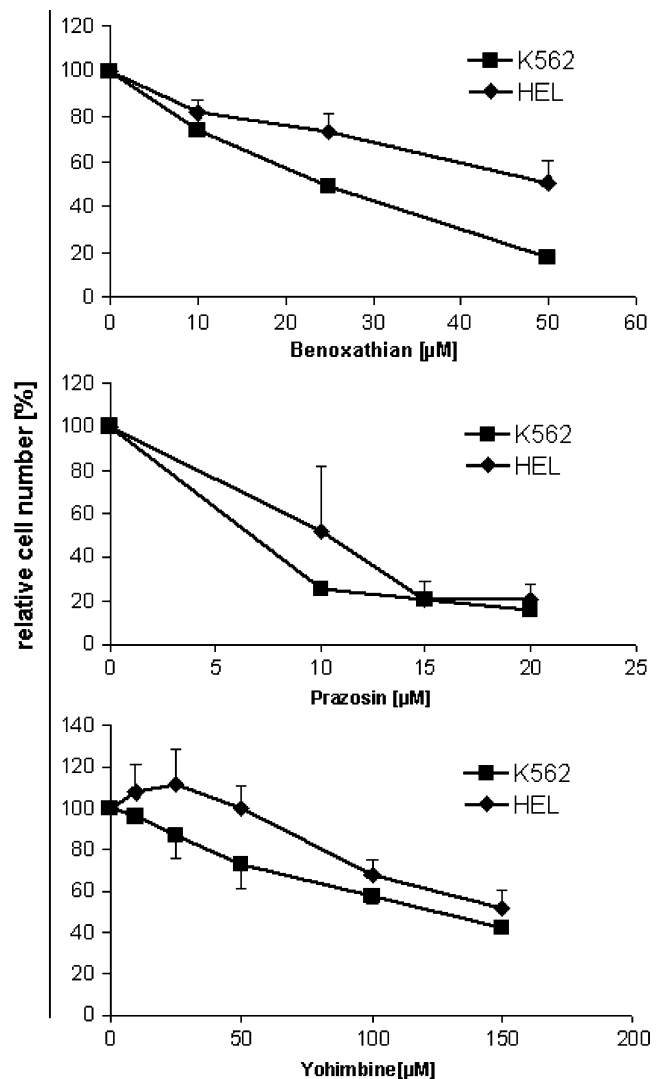 relative cell number [%]
120
100
80
60
40
20
0
K562
HEL
0 10 20 30 40 50 60
Benoxathian [µM]
120
100
80
60
40
20
0
K562
HEL
0 5 10 15 20 25
Prazosin [µM]
140
120
100
80
60
40
20
0
K562
HEL
0 50 100 150 200
Yohimbine[µM]